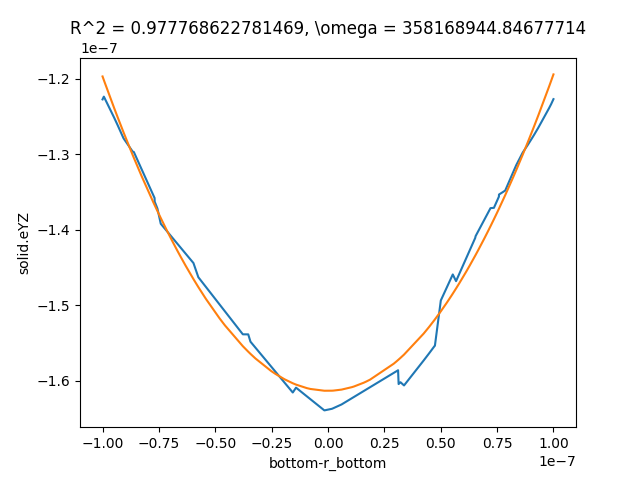 R^2 = 0.977768622781469, \omega = 358168944.84677714
1e−7
−1.2
−1.3
−1.4
−1.5
−1.6
solid.eYZ
−1.00 −0.75 −0.50 −0.25 0.00 0.25 0.50 0.75 1.00
bottom-r_bottom
1e−7